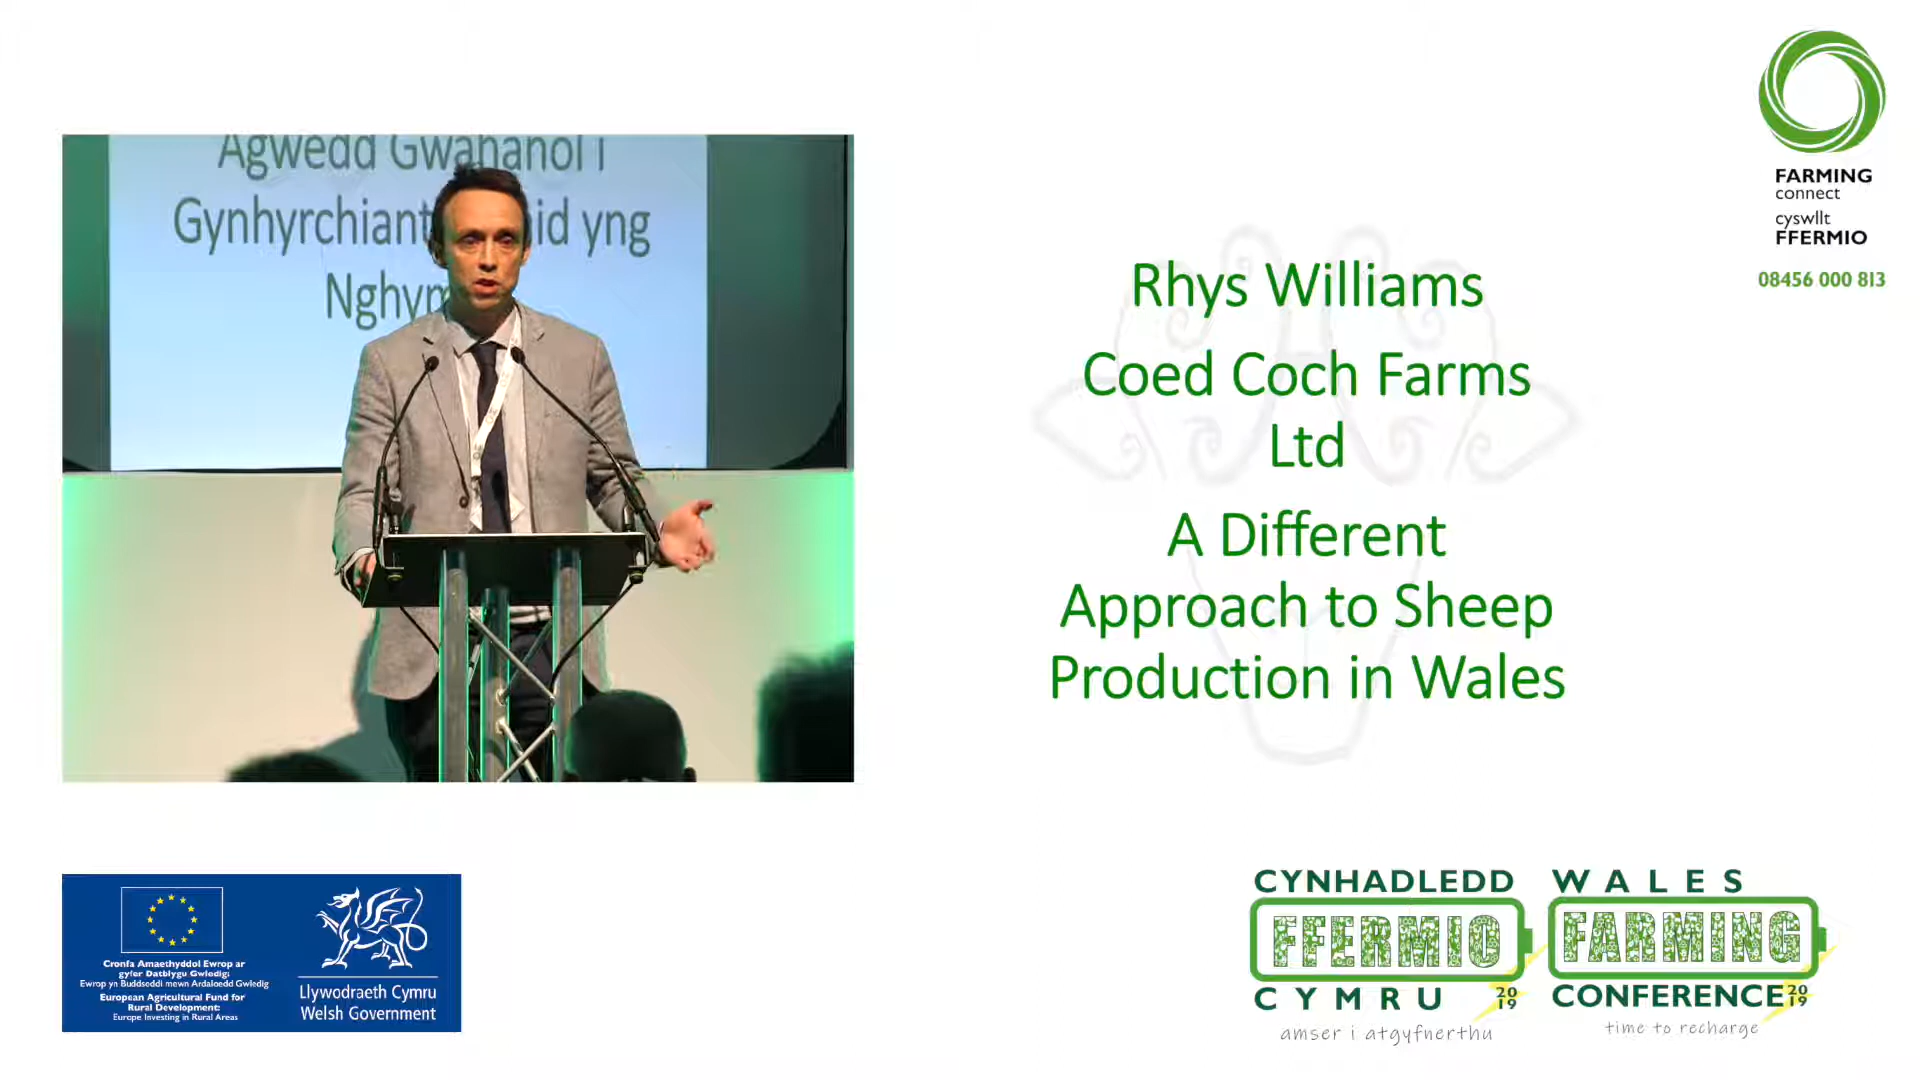 Agwedd Gwahanol i
Gynhyrchiant id yng
FARMING
connect
cyswllt
FFERMIO
08456 000 813
Rhys Williams
Coed Coch Farms
Ltd
A Different
Approach to Sheep
Production in Wales
Cronfa Amaethyddol Ewrop ar
gyfer Datblygu Gwledig:
Ewrop yn Buddsoddi mewn Ardaloedd Gwledig
European Agricultural Fund for
Rural Development:
Europe Investing in Rural Areas
Llywodraeth Cymru
Welsh Government
CYNHADLEDD
FFERMIO
CYMRU 2019
amser i atgyfnerthu
WALES
FARMING
CONFERENCE 2019
time to recharge